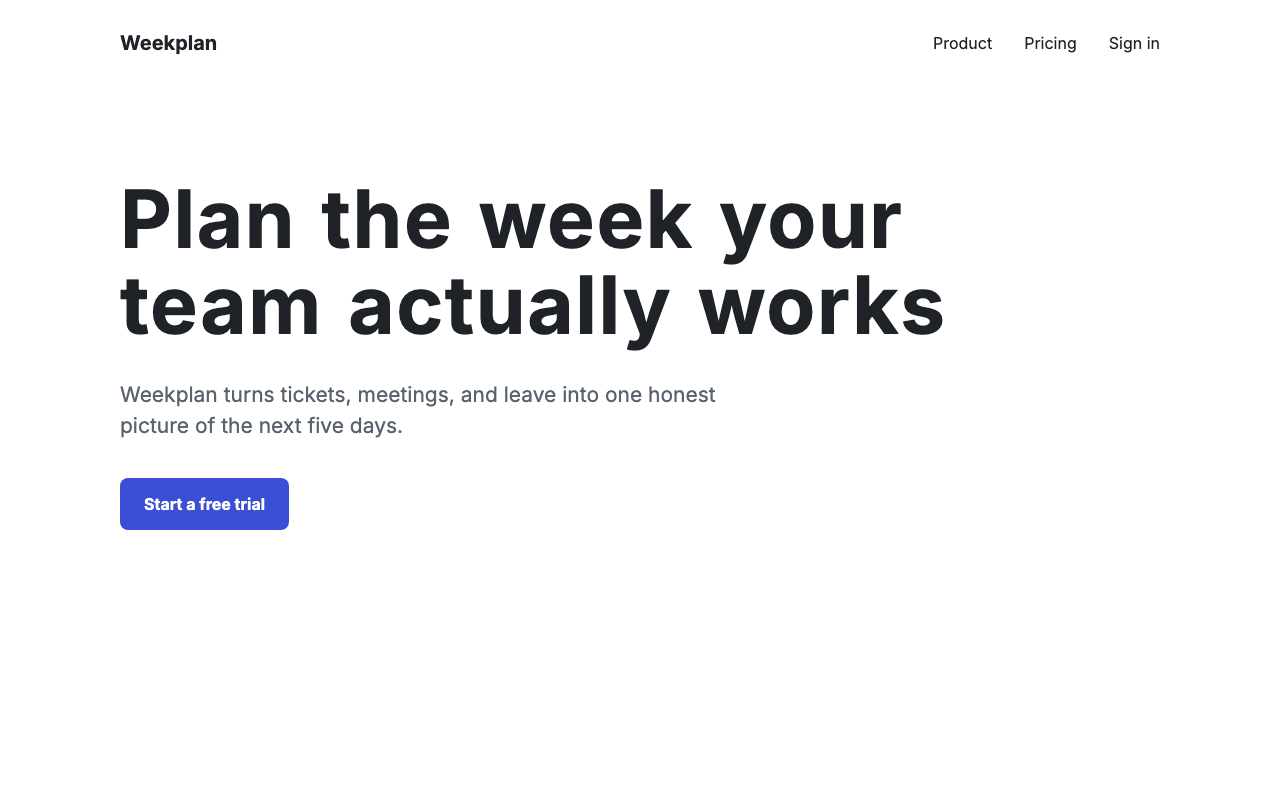 Weekplan
Product Pricing Sign in
Plan the week your
team actually works
Weekplan turns tickets, meetings, and leave into one honest
picture of the next five days.
Start a free trial